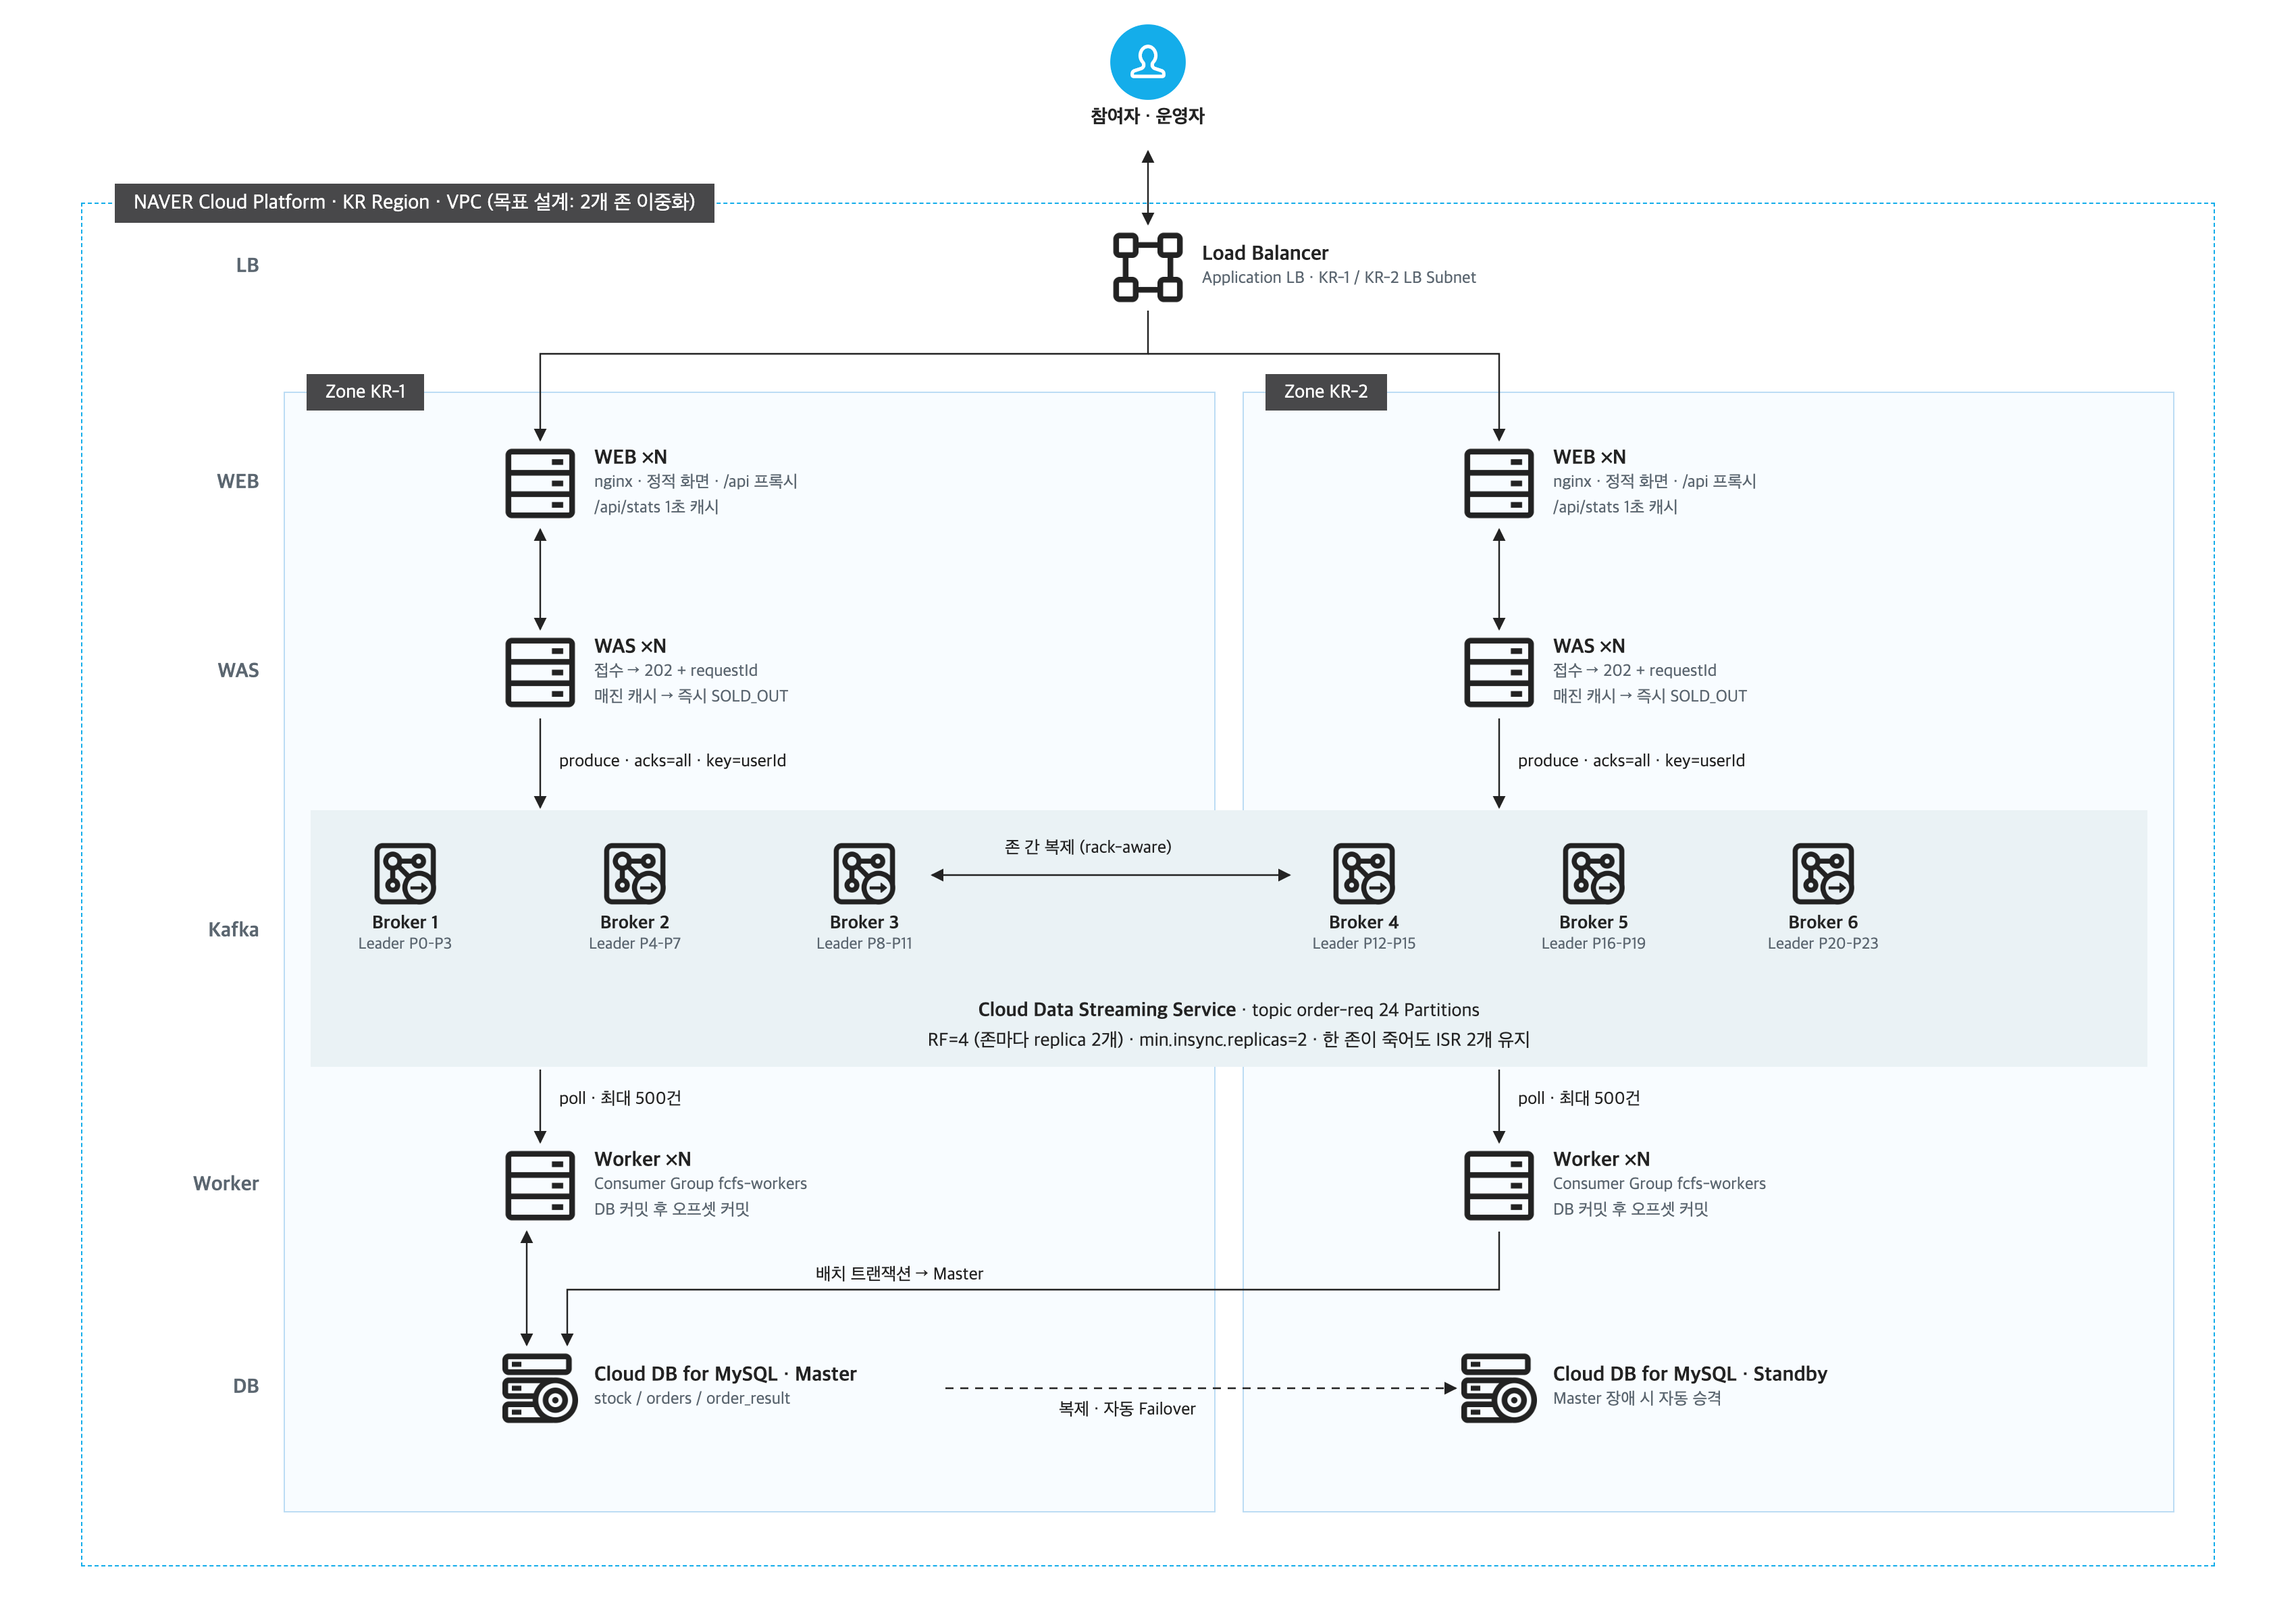 참여자 · 운영자
NAVER Cloud Platform · KR Region · VPC (목표 설계: 2개 존 이중화)
LB
Load Balancer
Application LB · KR-1 / KR-2 LB Subnet
Zone KR-1
Zone KR-2
WEB
WEB ×N
nginx · 정적 화면 · /api 프록시
/api/stats 1초 캐시
WEB ×N
nginx · 정적 화면 · /api 프록시
/api/stats 1초 캐시
WAS
WAS ×N
접수 → 202 + requestId
매진 캐시 → 즉시 SOLD_OUT
WAS ×N
접수 → 202 + requestId
매진 캐시 → 즉시 SOLD_OUT
produce · acks=all · key=userId
produce · acks=all · key=userId
Kafka
존 간 복제 (rack-aware)
Broker 1
Leader P0-P3
Broker 2
Leader P4-P7
Broker 3
Leader P8-P11
Broker 4
Leader P12-P15
Broker 5
Leader P16-P19
Broker 6
Leader P20-P23
Cloud Data Streaming Service · topic order-req 24 Partitions
RF=4 (존마다 replica 2개) · min.insync.replicas=2 · 한 존이 죽어도 ISR 2개 유지
poll · 최대 500건
poll · 최대 500건
Worker
Worker ×N
Consumer Group fcfs-workers
DB 커밋 후 오프셋 커밋
Worker ×N
Consumer Group fcfs-workers
DB 커밋 후 오프셋 커밋
배치 트랜잭션 → Master
DB
Cloud DB for MySQL · Master
stock / orders / order_result
복제 · 자동 Failover
Cloud DB for MySQL · Standby
Master 장애 시 자동 승격